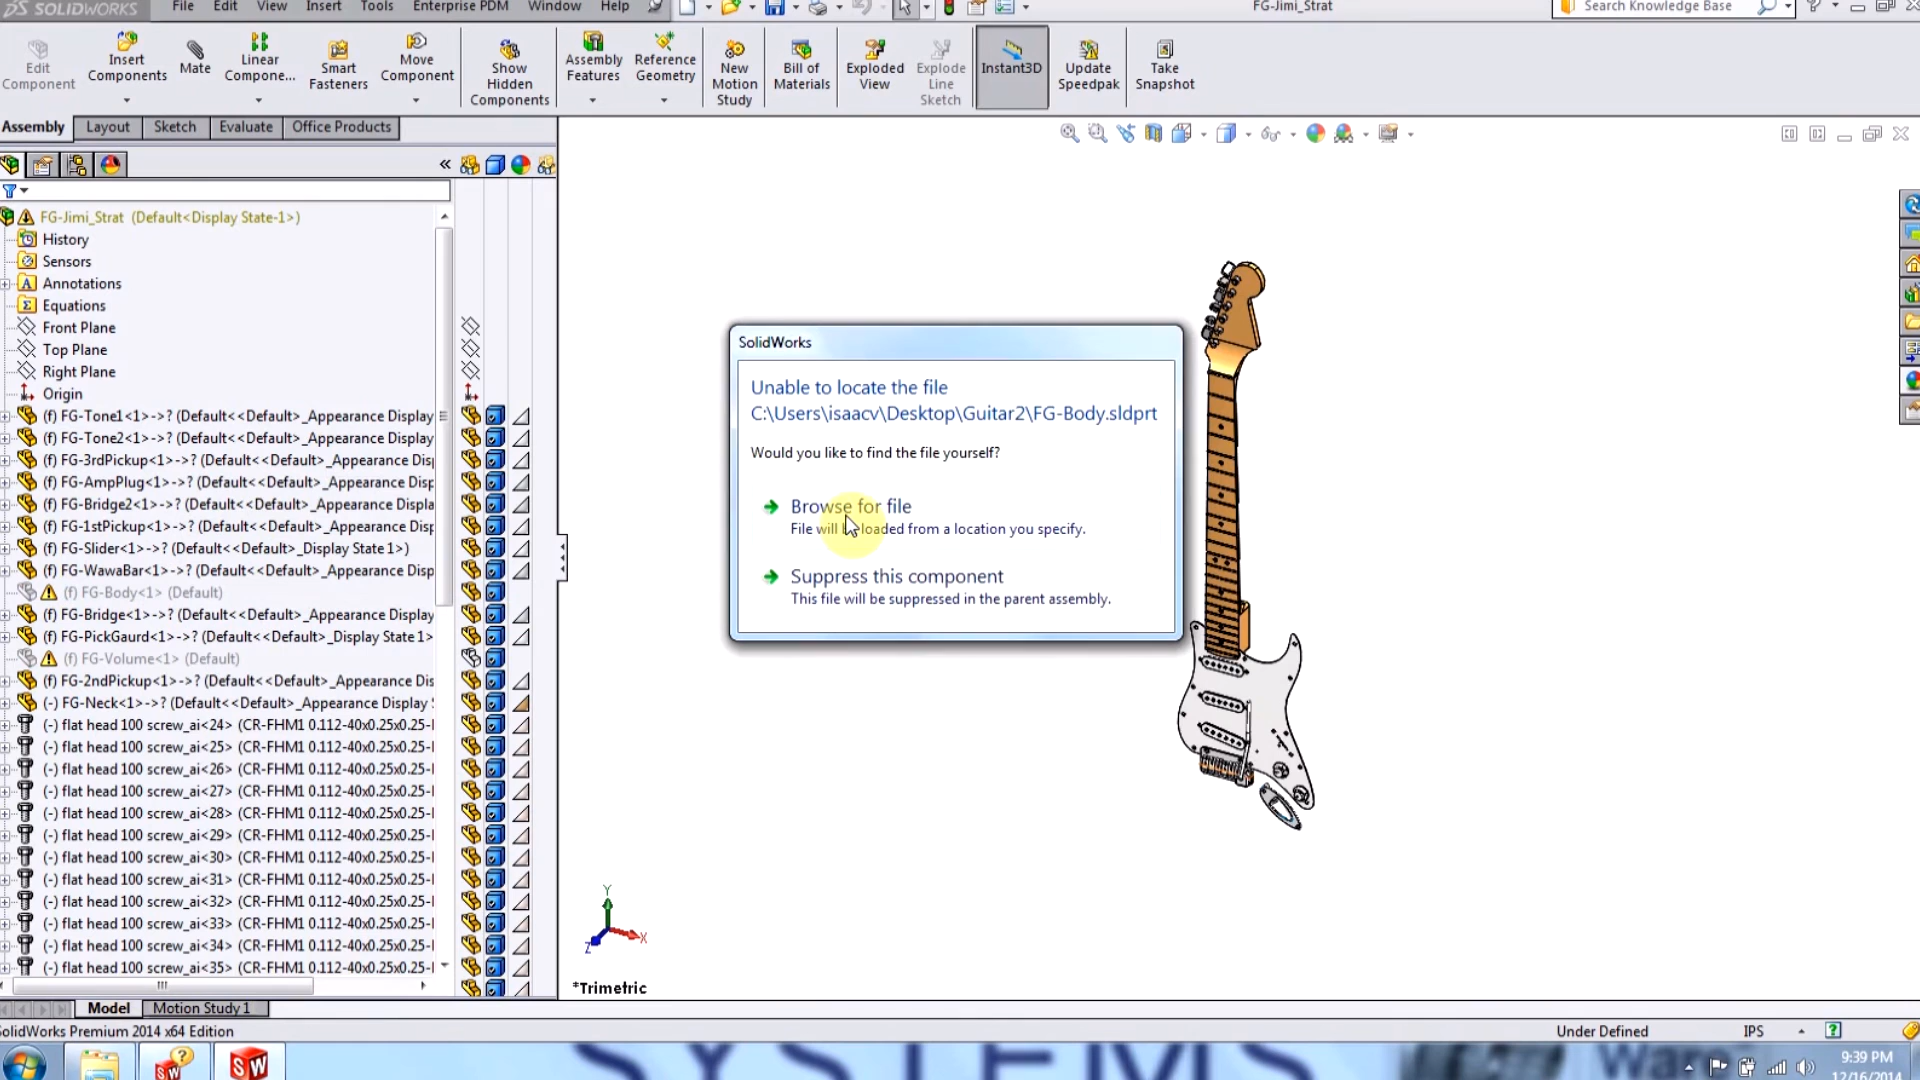 SOLIDWORKS File Edit View Insert Tools Enterprise PDM Window Help FG-Jimi_Strat Search Knowledge Base
Edit Component
Insert Components
Mate
Linear Compone...
Smart Fasteners
Move Component
Show Hidden Components
Assembly Features
Reference Geometry
New Motion Study
Bill of Materials
Exploded View
Explode Line Sketch
Instant3D
Update Speedpak
Take Snapshot
Assembly Layout Sketch Evaluate Office Products
FG-Jimi_Strat (Default<Display State-1>)
History
Sensors
Annotations
Equations
Front Plane
Top Plane
Right Plane
Origin
(f) FG-Tone1<1>->? (Default<<Default>_Appearance Display
(f) FG-Tone2<1>->? (Default<<Default>_Appearance Display
(f) FG-3rdPickup<1>->? (Default<<Default>_Appearance Disp
(f) FG-AmpPlug<1>->? (Default<<Default>_Appearance Disp
(f) FG-Bridge2<1>->? (Default<<Default>_Appearance Displa
(f) FG-1stPickup<1>->? (Default<<Default>_Appearance Disp
(f) FG-Slider<1>->? (Default<<Default>_Display State 1>)
(f) FG-WawaBar<1>->? (Default<<Default>_Appearance Disp
(f) FG-Body<1> (Default)
(f) FG-Bridge<1>->? (Default<<Default>_Appearance Display
(f) FG-PickGaurd<1>->? (Default<<Default>_Display State 1>
(f) FG-Volume<1> (Default)
(f) FG-2ndPickup<1>->? (Default<<Default>_Appearance Disp
(-) FG-Neck<1>->? (Default<<Default>_Appearance Display S
(-) flat head 100 screw_ai<24> (CR-FHM1 0.112-40x0.25x0.25-
(-) flat head 100 screw_ai<25> (CR-FHM1 0.112-40x0.25x0.25-
(-) flat head 100 screw_ai<26> (CR-FHM1 0.112-40x0.25x0.25-
(-) flat head 100 screw_ai<27> (CR-FHM1 0.112-40x0.25x0.25-
(-) flat head 100 screw_ai<28> (CR-FHM1 0.112-40x0.25x0.25-
(-) flat head 100 screw_ai<29> (CR-FHM1 0.112-40x0.25x0.25-
(-) flat head 100 screw_ai<30> (CR-FHM1 0.112-40x0.25x0.25-
(-) flat head 100 screw_ai<31> (CR-FHM1 0.112-40x0.25x0.25-
(-) flat head 100 screw_ai<32> (CR-FHM1 0.112-40x0.25x0.25-
(-) flat head 100 screw_ai<33> (CR-FHM1 0.112-40x0.25x0.25-
(-) flat head 100 screw_ai<34> (CR-FHM1 0.112-40x0.25x0.25-
(-) flat head 100 screw_ai<35> (CR-FHM1 0.112-40x0.25x0.25-
SolidWorks
Unable to locate the file
C:\Users\isaacv\Desktop\Guitar2\FG-Body.sldprt
Would you like to find the file yourself?
Browse for file
File will be loaded from a location you specify.
Suppress this component
This file will be suppressed in the parent assembly.
Y
X
Z
*Trimetric
Model Motion Study 1
SolidWorks Premium 2014 x64 Edition Under Defined IPS
SYSTEMS
9:39 PM
12/16/2014